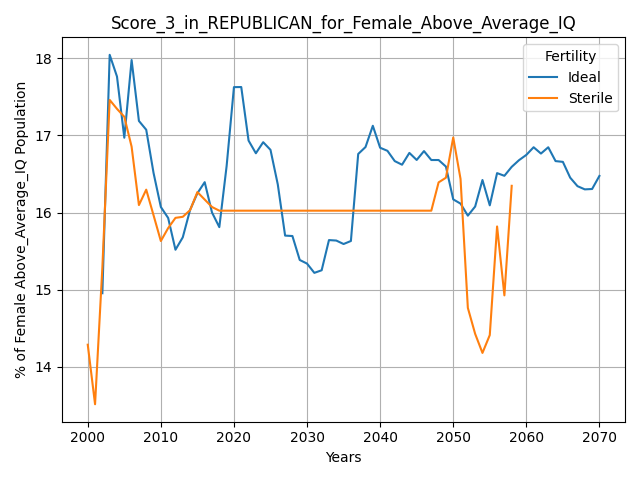 Score_3_in_REPUBLICAN_for_Female_Above_Average_IQ
% of Female Above_Average_IQ Population
18
17
16
15
14
Fertility
Ideal
Sterile
2000 2010 2020 2030 2040 2050 2060 2070
Years